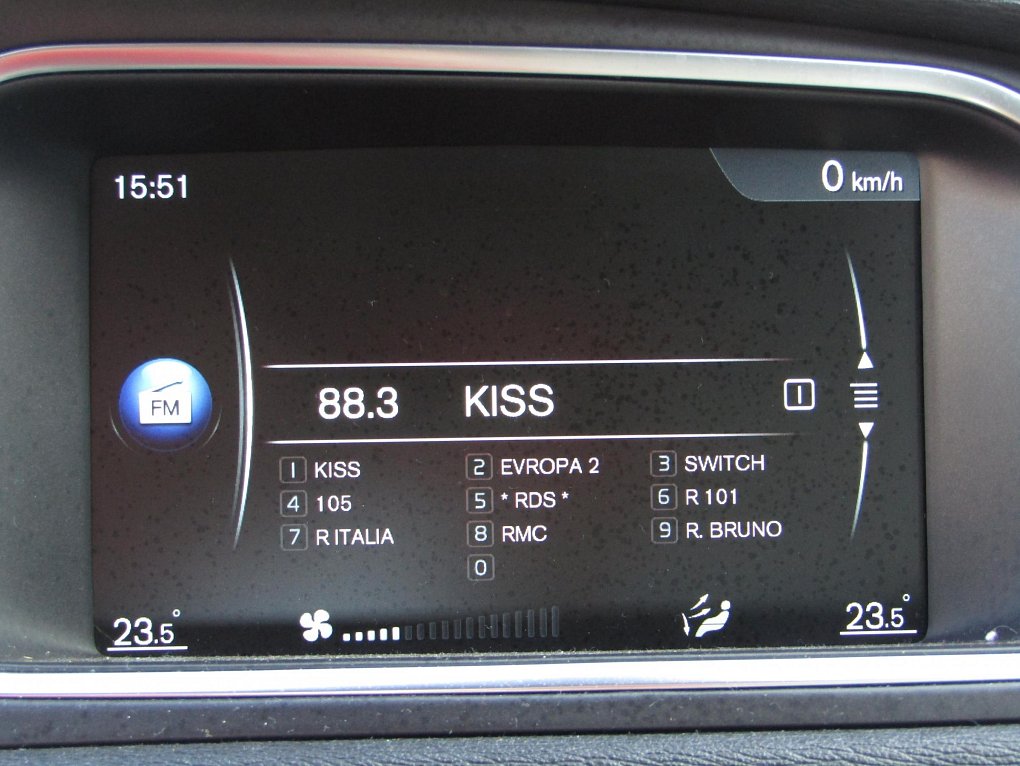 15:51 0 km/h
FM 88.3 KISS 1
1 KISS 2 EVROPA 2 3 SWITCH
4 105 5 * RDS * 6 R 101
7 R ITALIA 8 RMC 9 R. BRUNO
0
23.5° 23.5°